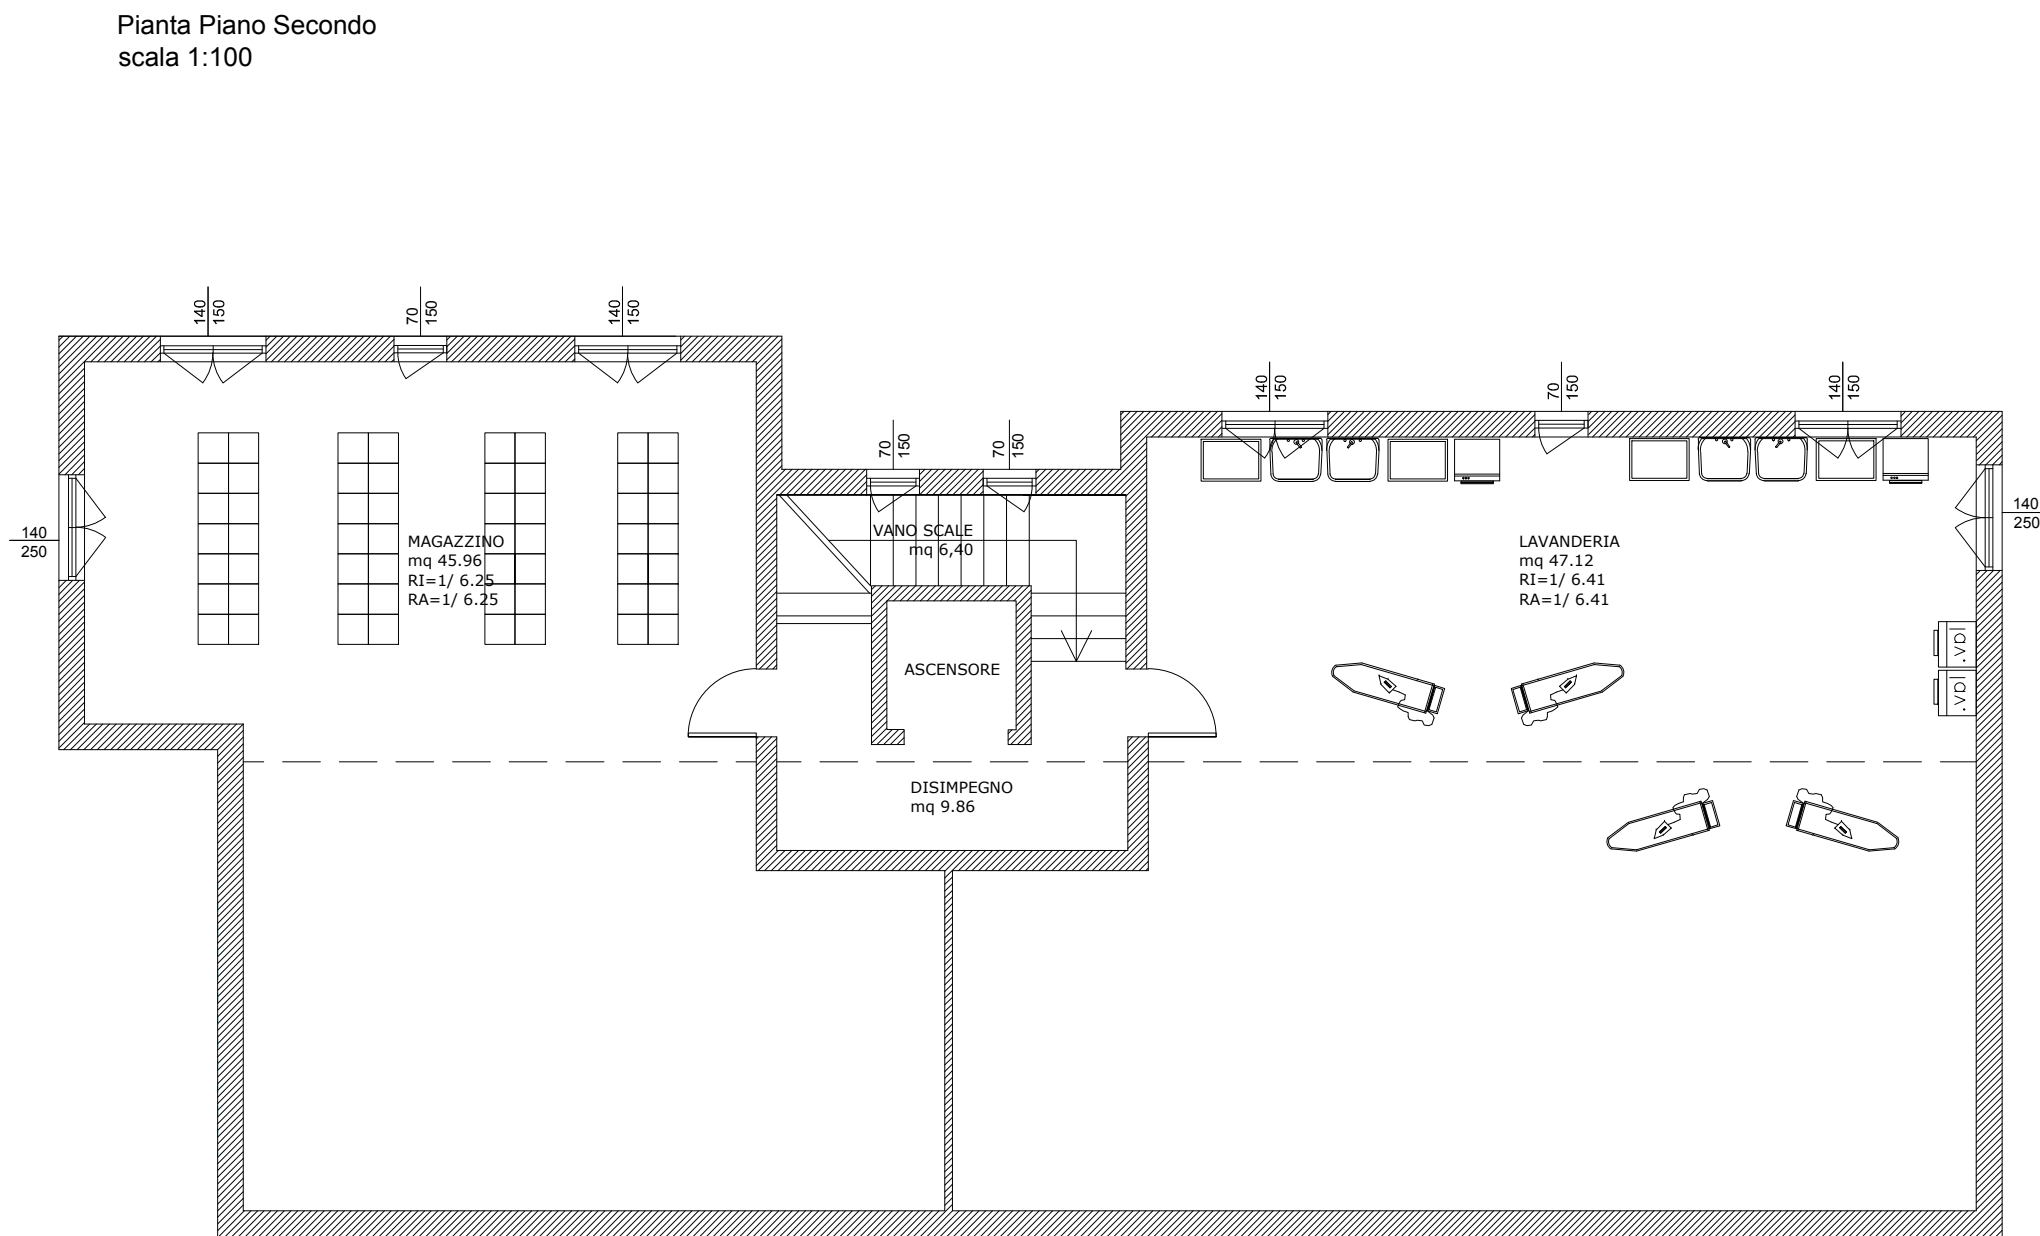 Pianta Piano Secondo
scala 1:100
140
150
70
150
140
150
140
150
70
150
140
150
70
150
70
150
140
250
140
250
VANO SCALE
mq 6,40
MAGAZZINO
mq 45.96
RI=1/ 6.25
RA=1/ 6.25
LAVANDERIA
mq 47.12
RI=1/ 6.41
RA=1/ 6.41
lav.
lav.
ASCENSORE
DISIMPEGNO
mq 9.86